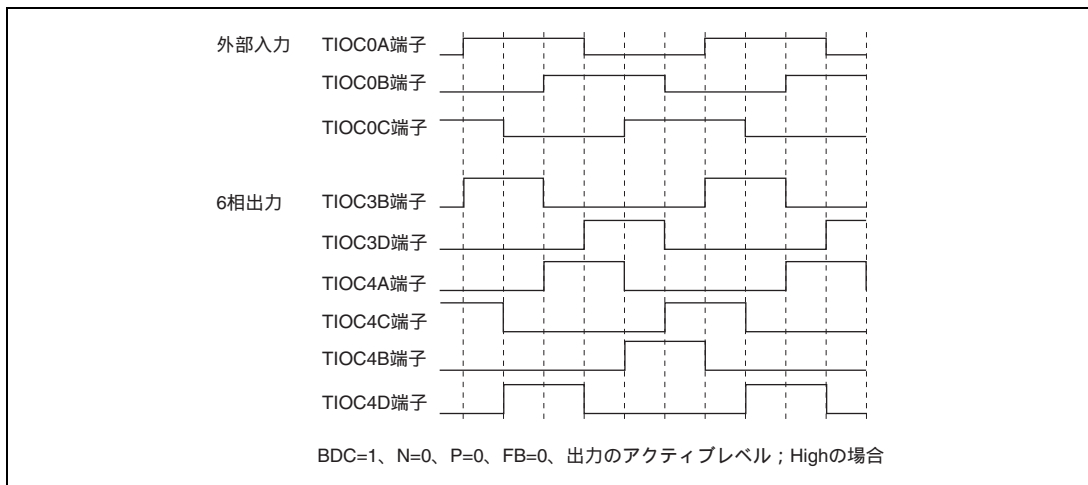 外部入力 TIOC0A端子
TIOC0B端子
TIOC0C端子
6相出力 TIOC3B端子
TIOC3D端子
TIOC4A端子
TIOC4C端子
TIOC4B端子
TIOC4D端子
BDC=1、N=0、P=0、FB=0、出力のアクティブレベル；Highの場合